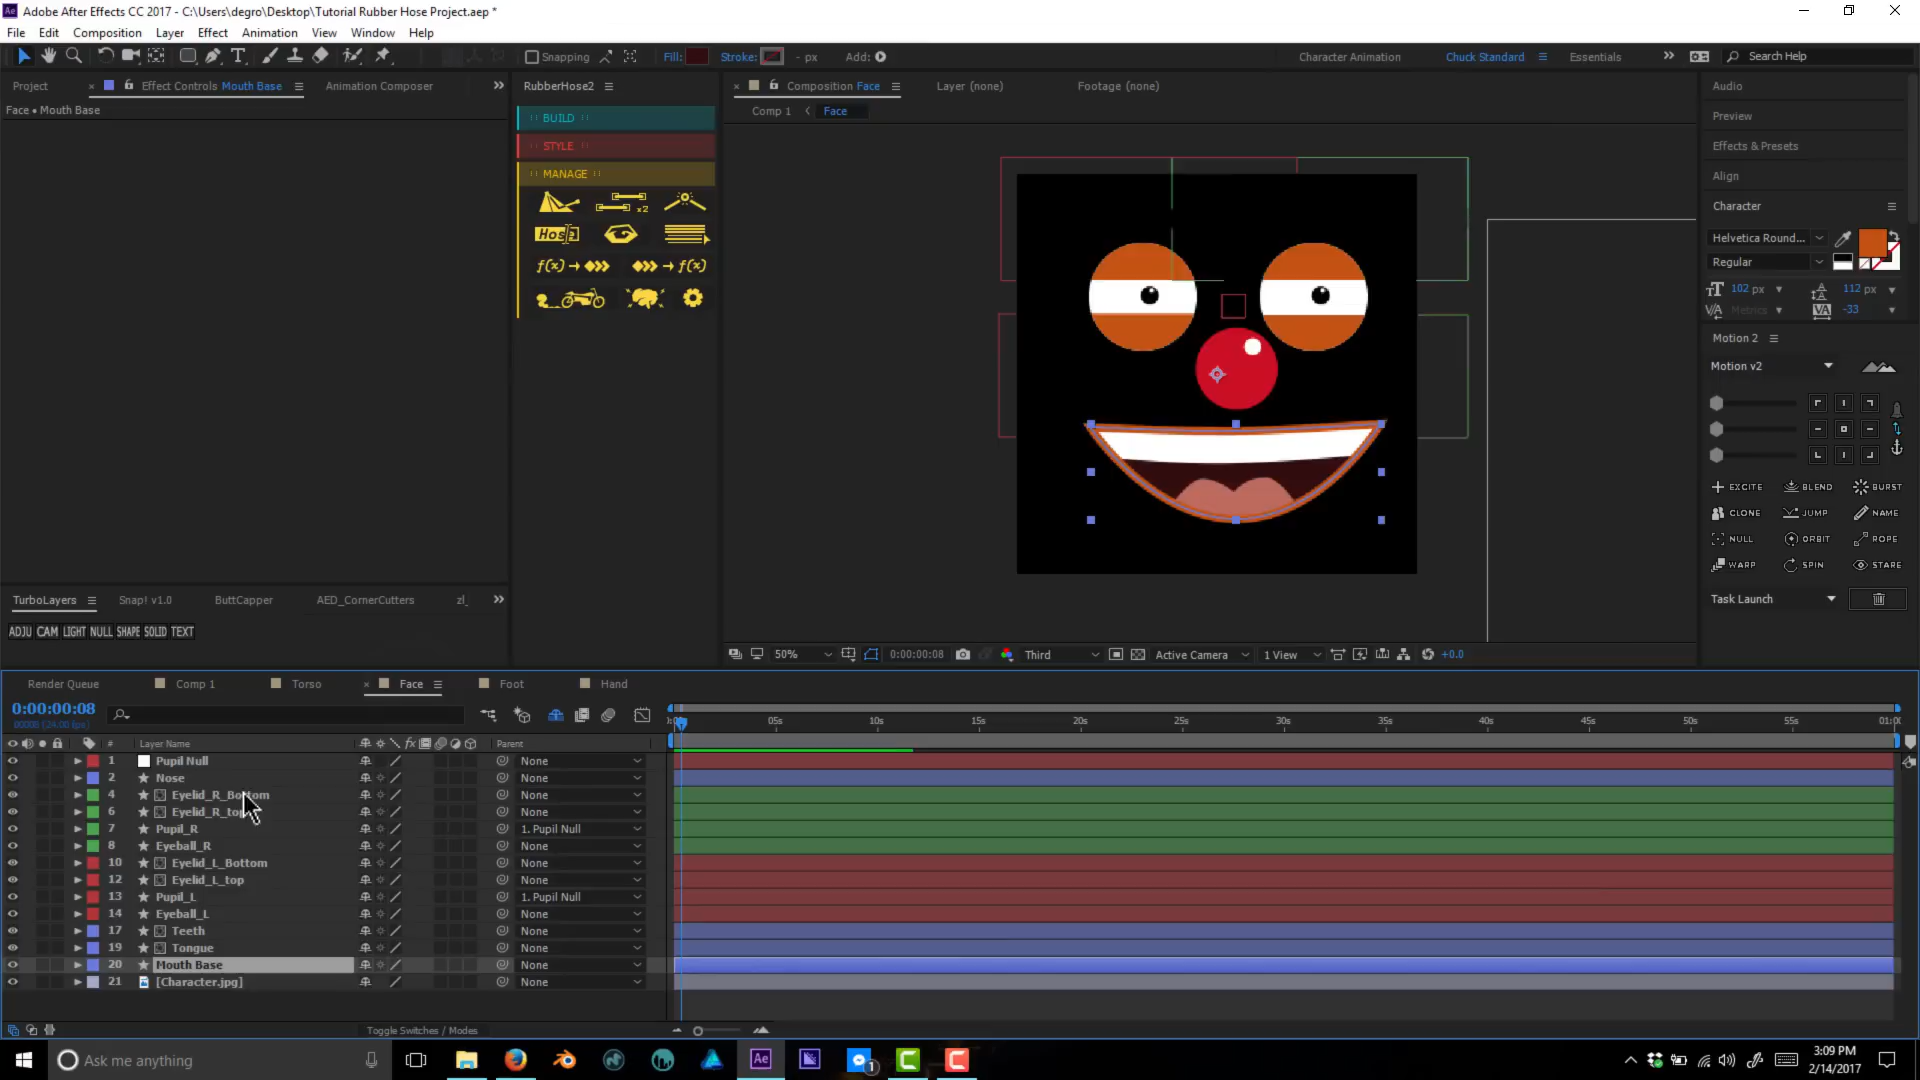 Adobe After Effects CC 2017 - C:\Users\degro\Desktop\Tutorial Rubber Hose Project.aep *
File Edit Composition Layer Effect Animation View Window Help
Snapping Fill: Stroke: - px Add: Character Animation Chuck Standard Essentials Search Help
Project Effect Controls Mouth Base Animation Composer
Face • Mouth Base
RubberHose2
BUILD
STYLE
MANAGE
x2
Hose
f(x)
f(x)
Composition Face Layer (none) Footage (none)
Comp 1 Face
Audio
Preview
Effects & Presets
Align
Character
Helvetica Round...
Regular
102 px 112 px
Metrics -33
Motion 2
Motion v2
EXCITE BLEND BURST
CLONE JUMP NAME
NULL ORBIT ROPE
WARP SPIN STARE
Task Launch
TurboLayers Snap! v1.0 ButtCapper AED_CornerCutters zl_
ADJU CAM LIGHT NULL SHAPE SOLID TEXT
50% 0:00:00:08 Third Active Camera 1 View +0.0
Render Queue Comp 1 Torso Face Foot Hand
0:00:00:08
00008 (24.00 fps)
05s 10s 15s 20s 25s 30s 35s 40s 45s 50s 55s
# Layer Name Parent
1 Pupil Null None
2 Nose None
4 Eyelid_R_Bottom None
6 Eyelid_R_top None
7 Pupil_R 1. Pupil Null
8 Eyeball_R None
10 Eyelid_L_Bottom None
12 Eyelid_L_top None
13 Pupil_L 1. Pupil Null
14 Eyeball_L None
17 Teeth None
19 Tongue None
20 Mouth Base None
21 [Character.jpg] None
Toggle Switches / Modes
Ask me anything
Ae
1
3:09 PM
2/14/2017